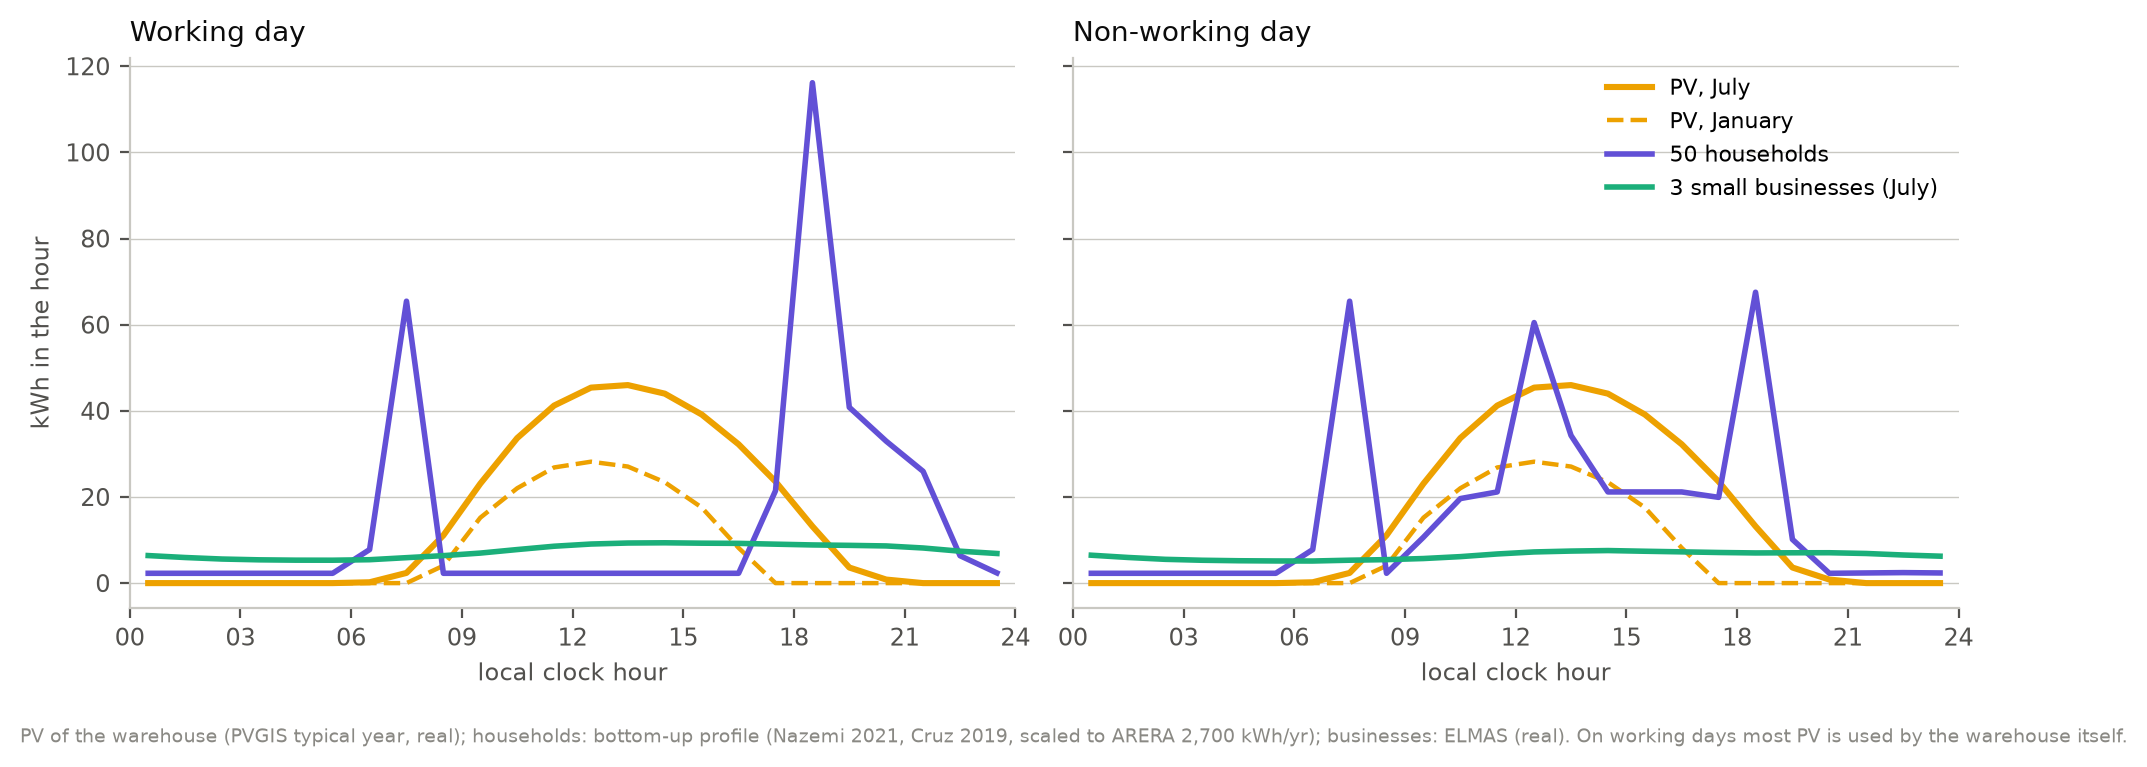 Working day
Non-working day
120
100
80
60
40
20
0
kWh in the hour
PV, July
PV, January
50 households
3 small businesses (July)
00 03 06 09 12 15 18 21 24
00 03 06 09 12 15 18 21 24
local clock hour
local clock hour
PV of the warehouse (PVGIS typical year, real); households: bottom-up profile (Nazemi 2021, Cruz 2019, scaled to ARERA 2,700 kWh/yr); businesses: ELMAS (real). On working days most PV is used by the warehouse itself.